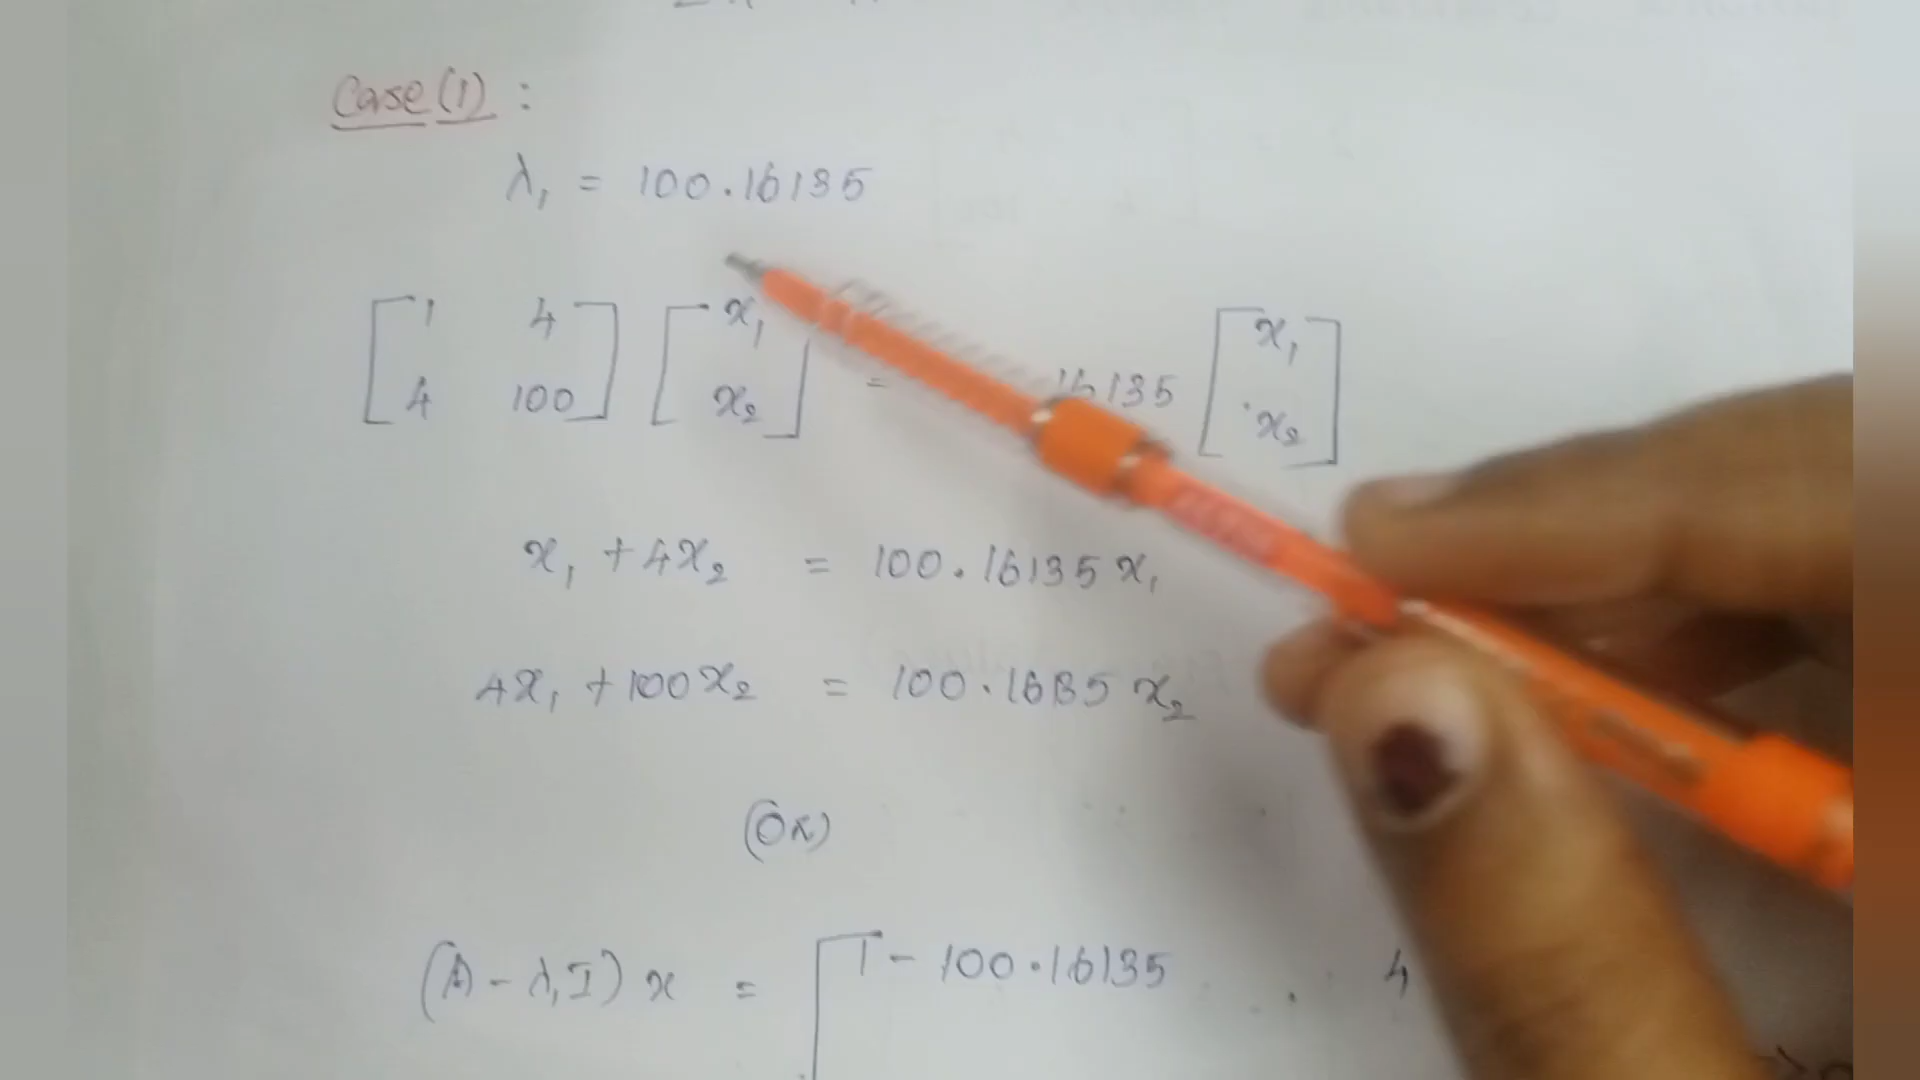 Case(1) :
λ₁ = 100.16135
[ 1 4 ] [ x₁ ] [ x₁ ]
[ 4 100 ] [ x₂ ] = 16135 [ x₂ ]
x₁ + 4x₂ = 100.16135 x₁
4x₁ + 100x₂ = 100.16135 x₂
(Or)
(A - λ₁I) x = [ 1 - 100.16135 4